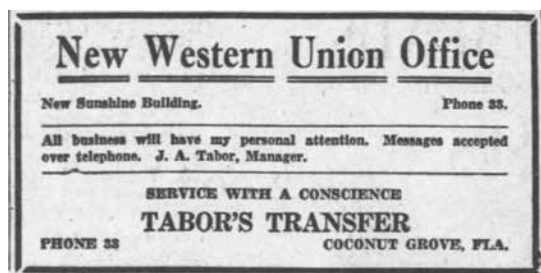 New Western Union Office
New Sunshine Building. Phone 33.
All business will have my personal attention. Messages accepted
over telephone. J. A. Tabor, Manager.
SERVICE WITH A CONSCIENCE
TABOR'S TRANSFER
PHONE 33 COCONUT GROVE, FLA.